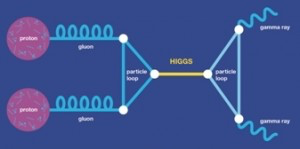 proton
gluon
particle
loop
HIGGS
particle
loop
gamma ray
proton
gluon
gamma ray